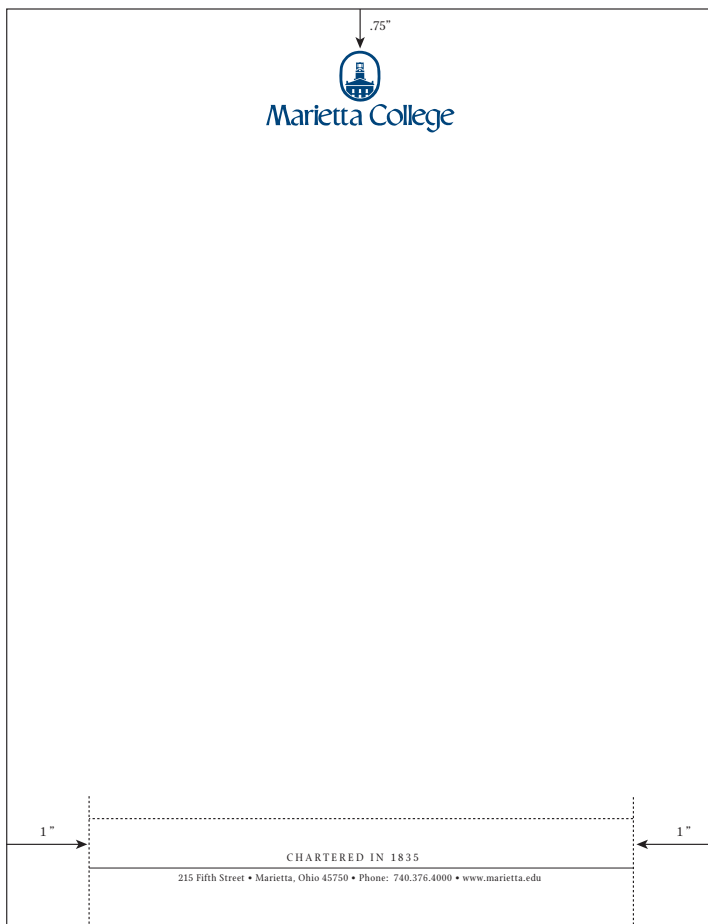 .75”
Marietta College
1”
1”
CHARTERED IN 1835
215 Fifth Street • Marietta, Ohio 45750 • Phone: 740.376.4000 • www.marietta.edu